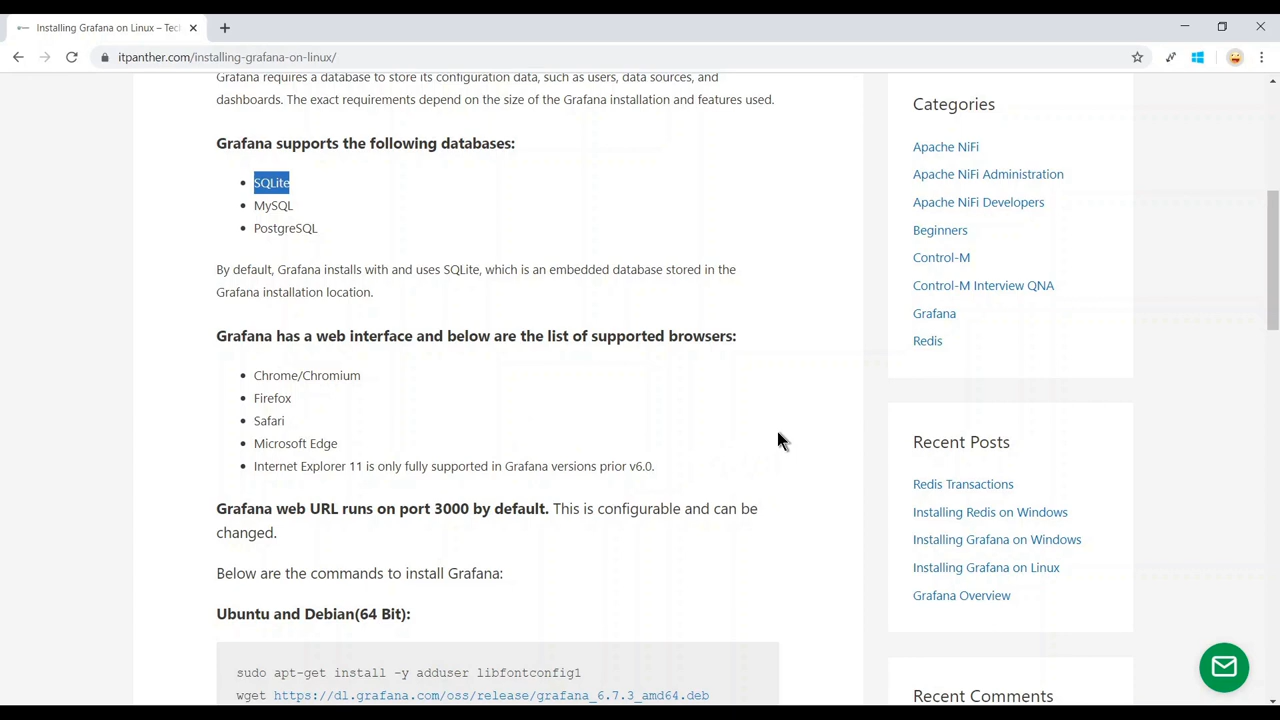 Installing Grafana on Linux – Tec
itpanther.com/installing-grafana-on-linux/
Grafana requires a database to store its configuration data, such as users, data sources, and
dashboards. The exact requirements depend on the size of the Grafana installation and features used.
Grafana supports the following databases:
SQLite
MySQL
PostgreSQL
By default, Grafana installs with and uses SQLite, which is an embedded database stored in the
Grafana installation location.
Grafana has a web interface and below are the list of supported browsers:
Chrome/Chromium
Firefox
Safari
Microsoft Edge
Internet Explorer 11 is only fully supported in Grafana versions prior v6.0.
Grafana web URL runs on port 3000 by default. This is configurable and can be
changed.
Below are the commands to install Grafana:
Ubuntu and Debian(64 Bit):
sudo apt-get install -y adduser libfontconfig1
wget https://dl.grafana.com/oss/release/grafana_6.7.3_amd64.deb
Categories
Apache NiFi
Apache NiFi Administration
Apache NiFi Developers
Beginners
Control-M
Control-M Interview QNA
Grafana
Redis
Recent Posts
Redis Transactions
Installing Redis on Windows
Installing Grafana on Windows
Installing Grafana on Linux
Grafana Overview
Recent Comments